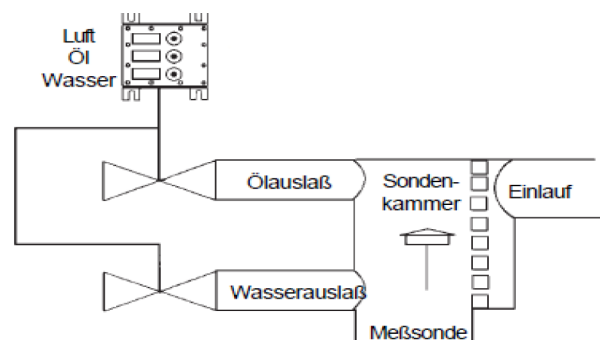 Luft
Öl
Wasser
Ölauslaß
Sonden-
kammer
Einlauf
Wasserauslaß
Meßsonde